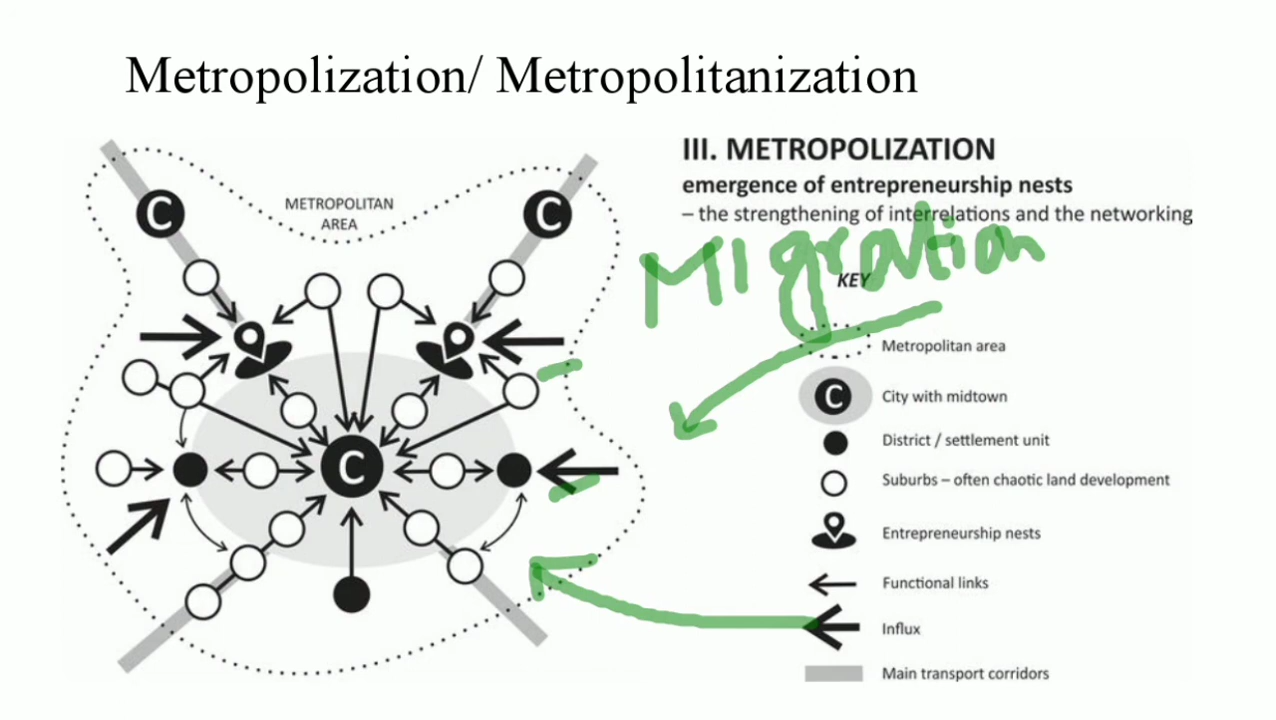 Metropolization/ Metropolitanization
III. METROPOLIZATION
emergence of entrepreneurship nests
– the strengthening of interrelations and the networking
Migration
KEY
Metropolitan area
C
City with midtown
District / settlement unit
Suburbs – often chaotic land development
Entrepreneurship nests
Functional links
Influx
Main transport corridors
METROPOLITAN
AREA
C
C
C